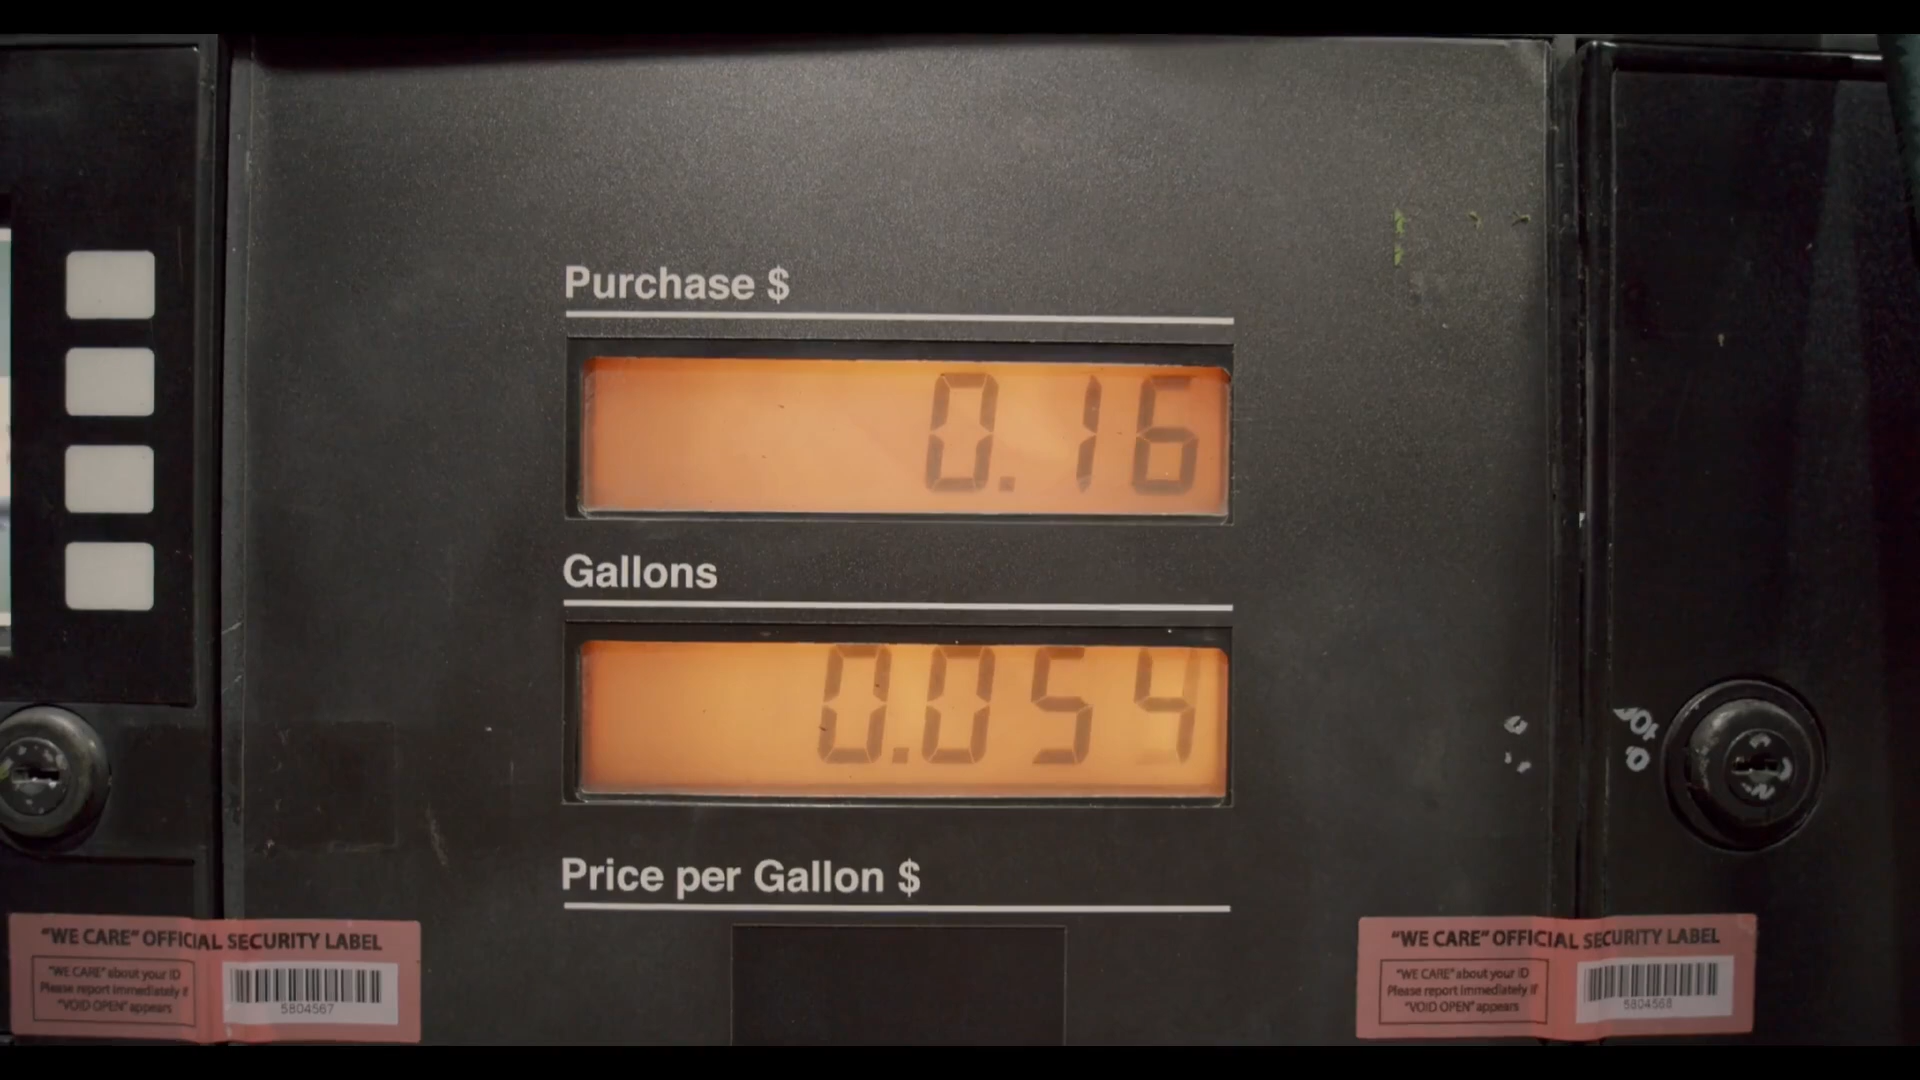 Purchase $
0.16
Gallons
0.054
Price per Gallon $
"WE CARE" OFFICIAL SECURITY LABEL
"WE CARE" about your ID
Please report immediately if
"VOID OPEN" appears
5804567
"WE CARE" OFFICIAL SECURITY LABEL
"WE CARE" about your ID
Please report immediately if
"VOID OPEN" appears
5804568